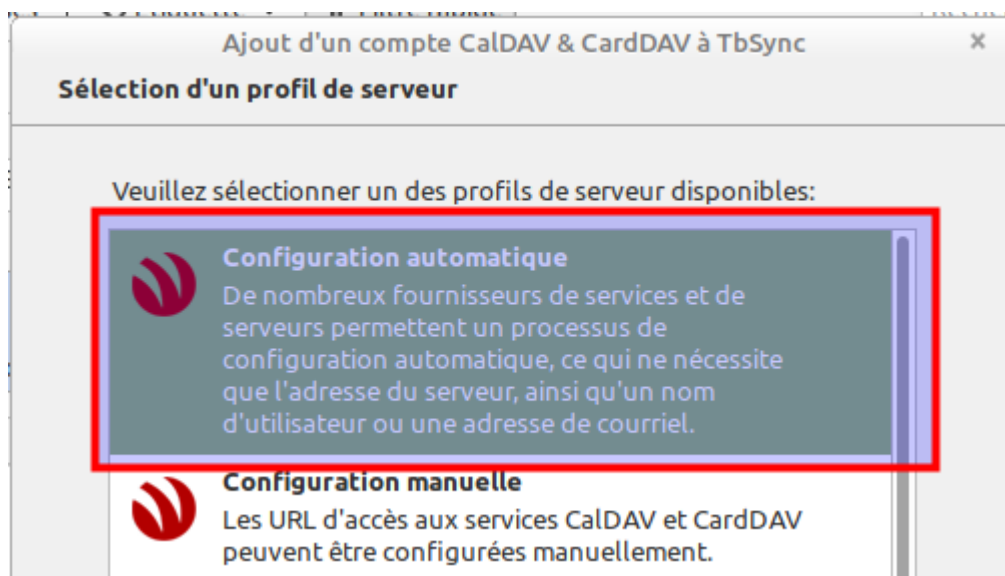 Ajout d'un compte CalDAV & CardDAV à TbSync
Sélection d'un profil de serveur
Veuillez sélectionner un des profils de serveur disponibles:
Configuration automatique
De nombreux fournisseurs de services et de
serveurs permettent un processus de
configuration automatique, ce qui ne nécessite
que l'adresse du serveur, ainsi qu'un nom
d'utilisateur ou une adresse de courriel.
Configuration manuelle
Les URL d'accès aux services CalDAV et CardDAV
peuvent être configurées manuellement.